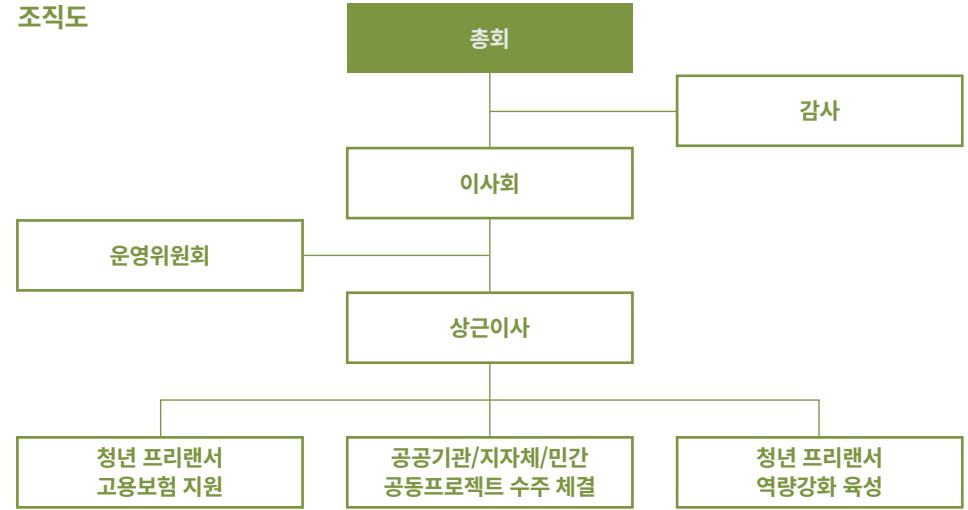 조직도
총회
감사
이사회
운영위원회
상근이사
청년 프리랜서
고용보험 지원
공공기관/지자체/민간
공동프로젝트 수주 체결
청년 프리랜서
역량강화 육성